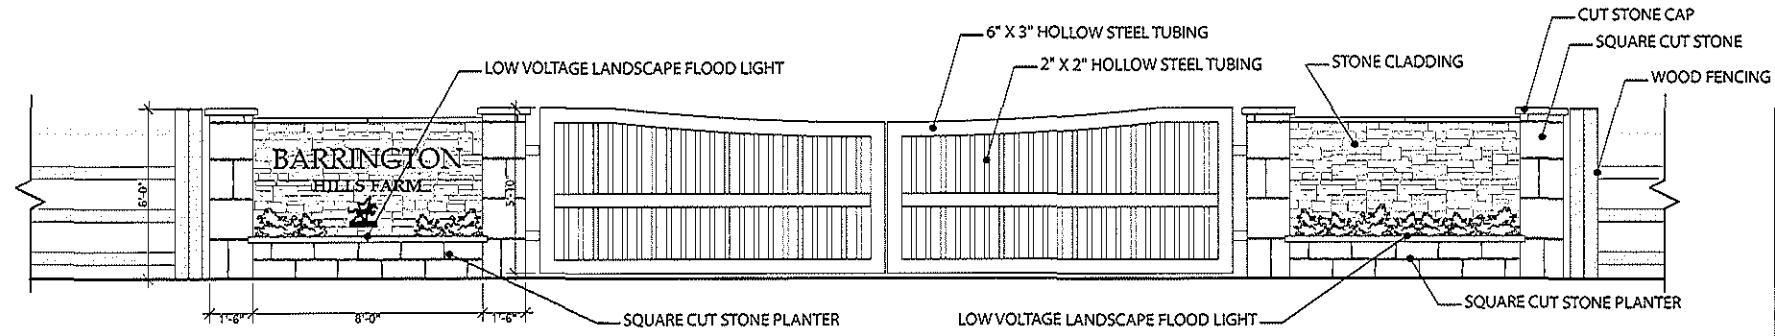 CUT STONE CAP
6" X 3" HOLLOW STEEL TUBING
SQUARE CUT STONE
LOW VOLTAGE LANDSCAPE FLOOD LIGHT
2" X 2" HOLLOW STEEL TUBING
STONE CLADDING
WOOD FENCING
BARRINGTON
HILLS FARM
6'-0"
5'-10"
1'-6"
8'-0"
1'-6"
SQUARE CUT STONE PLANTER
LOW VOLTAGE LANDSCAPE FLOOD LIGHT
SQUARE CUT STONE PLANTER